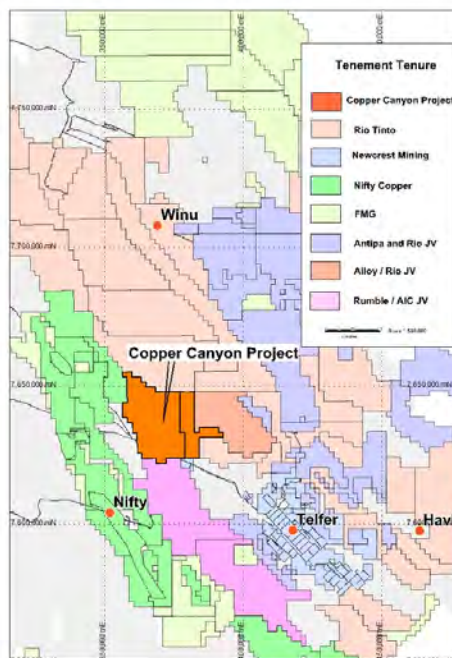 Tenement Tenure
Copper Canyon Project
Rio Tinto
Newcrest Mining
Nifty Copper
FMG
Antipa and Rio JV
Alloy / Rio JV
Rumble / AIC JV
Winu
7,700,000 mN
Copper Canyon Project
7,650,000 mN
7,650,000 mN
Nifty
Telfer
Havi
7,600,000 mN